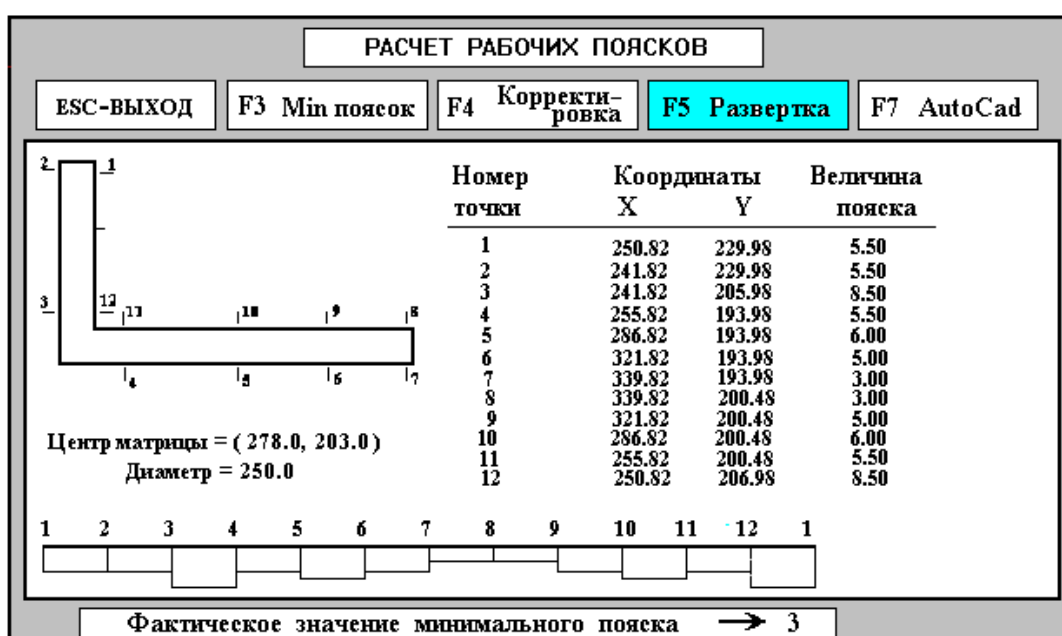 РАСЧЕТ РАБОЧИХ ПОЯСКОВ
ESC-ВЫХОД
F3 Min поясок
F4 Корректи-
ровка
F5 Развертка
F7 AutoCad
2 1
3 12 11 10 9 8
4 5 6 7
Центр матрицы = ( 278.0, 203.0 )
Диаметр = 250.0
Номер Координаты Величина
точки X Y пояска
1 250.82 229.98 5.50
2 241.82 229.98 5.50
3 241.82 205.98 8.50
4 255.82 193.98 5.50
5 286.82 193.98 6.00
6 321.82 193.98 5.00
7 339.82 193.98 3.00
8 339.82 200.48 3.00
9 321.82 200.48 5.00
10 286.82 200.48 6.00
11 255.82 200.48 5.50
12 250.82 206.98 8.50
1 2 3 4 5 6 7 8 9 10 11 12 1
Фактическое значение минимального пояска → 3